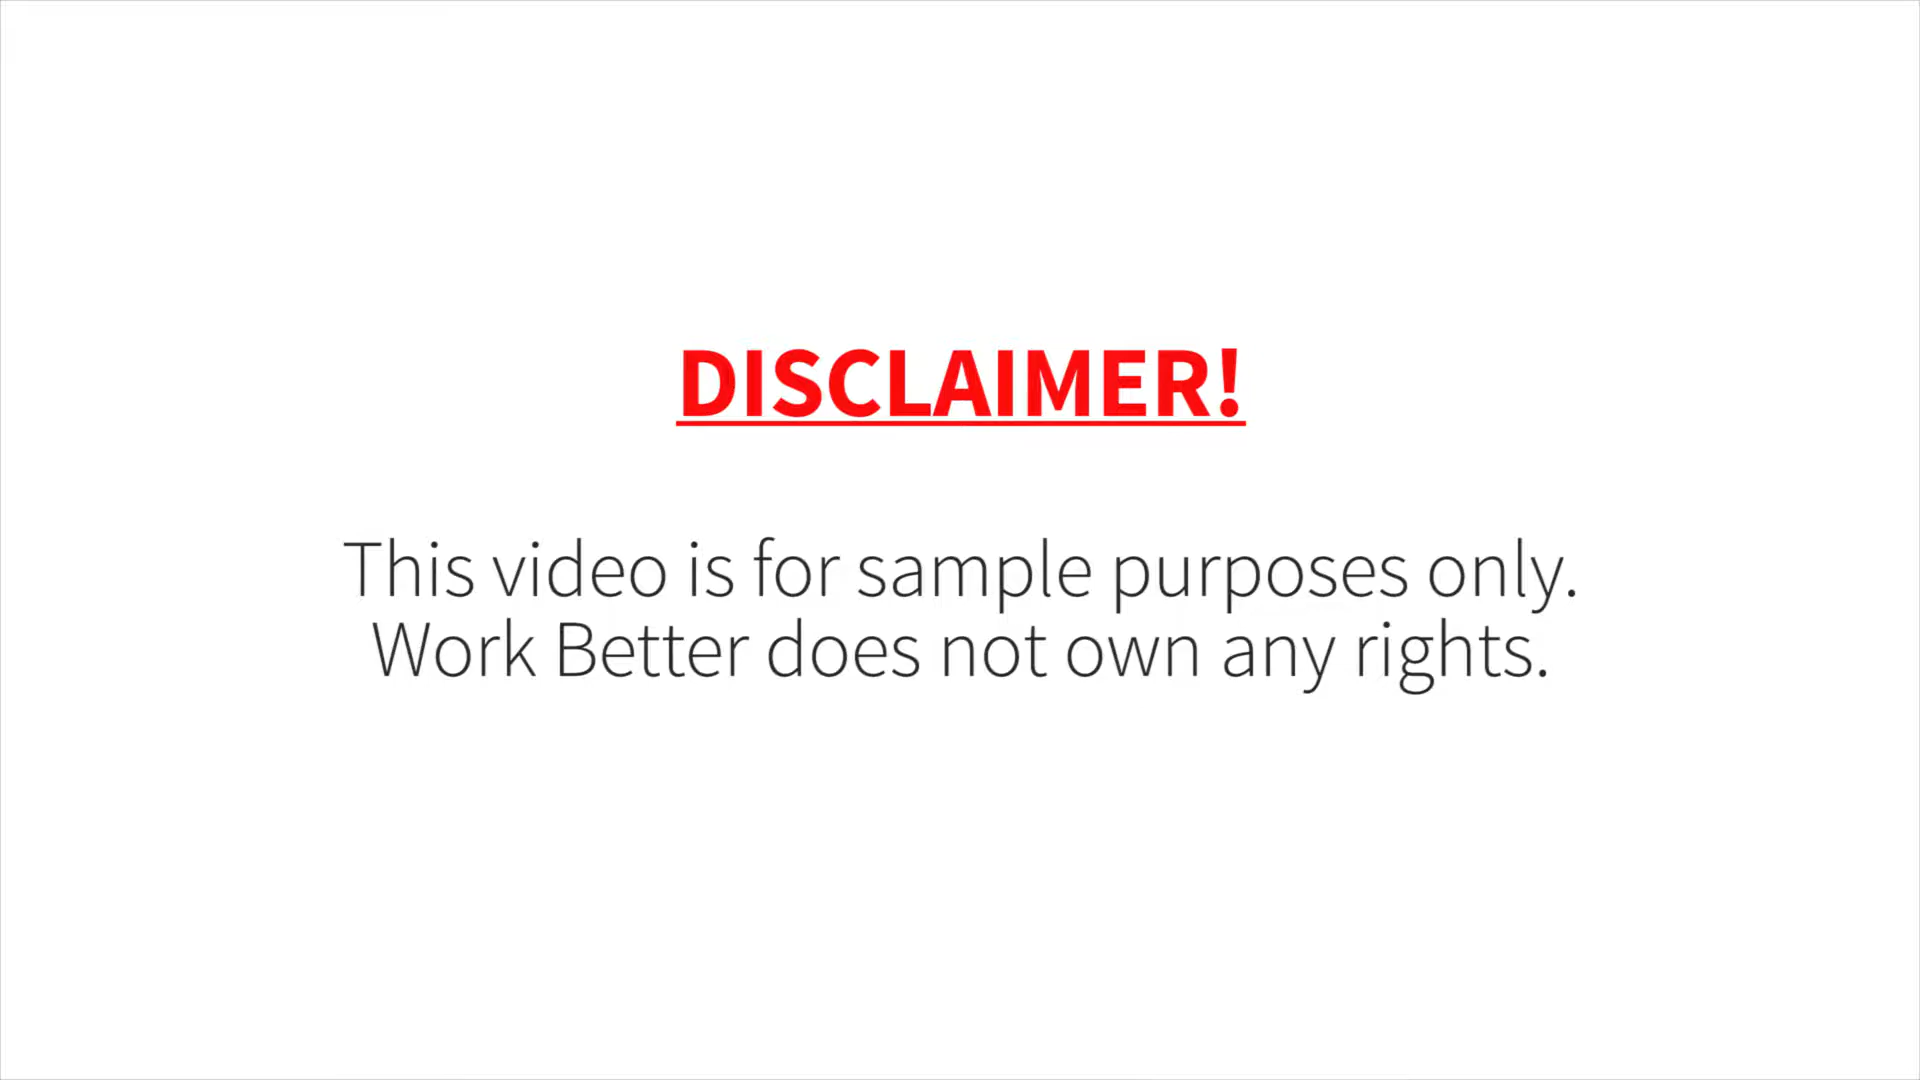 DISCLAIMER!
This video is for sample purposes only.
Work Better does not own any rights.